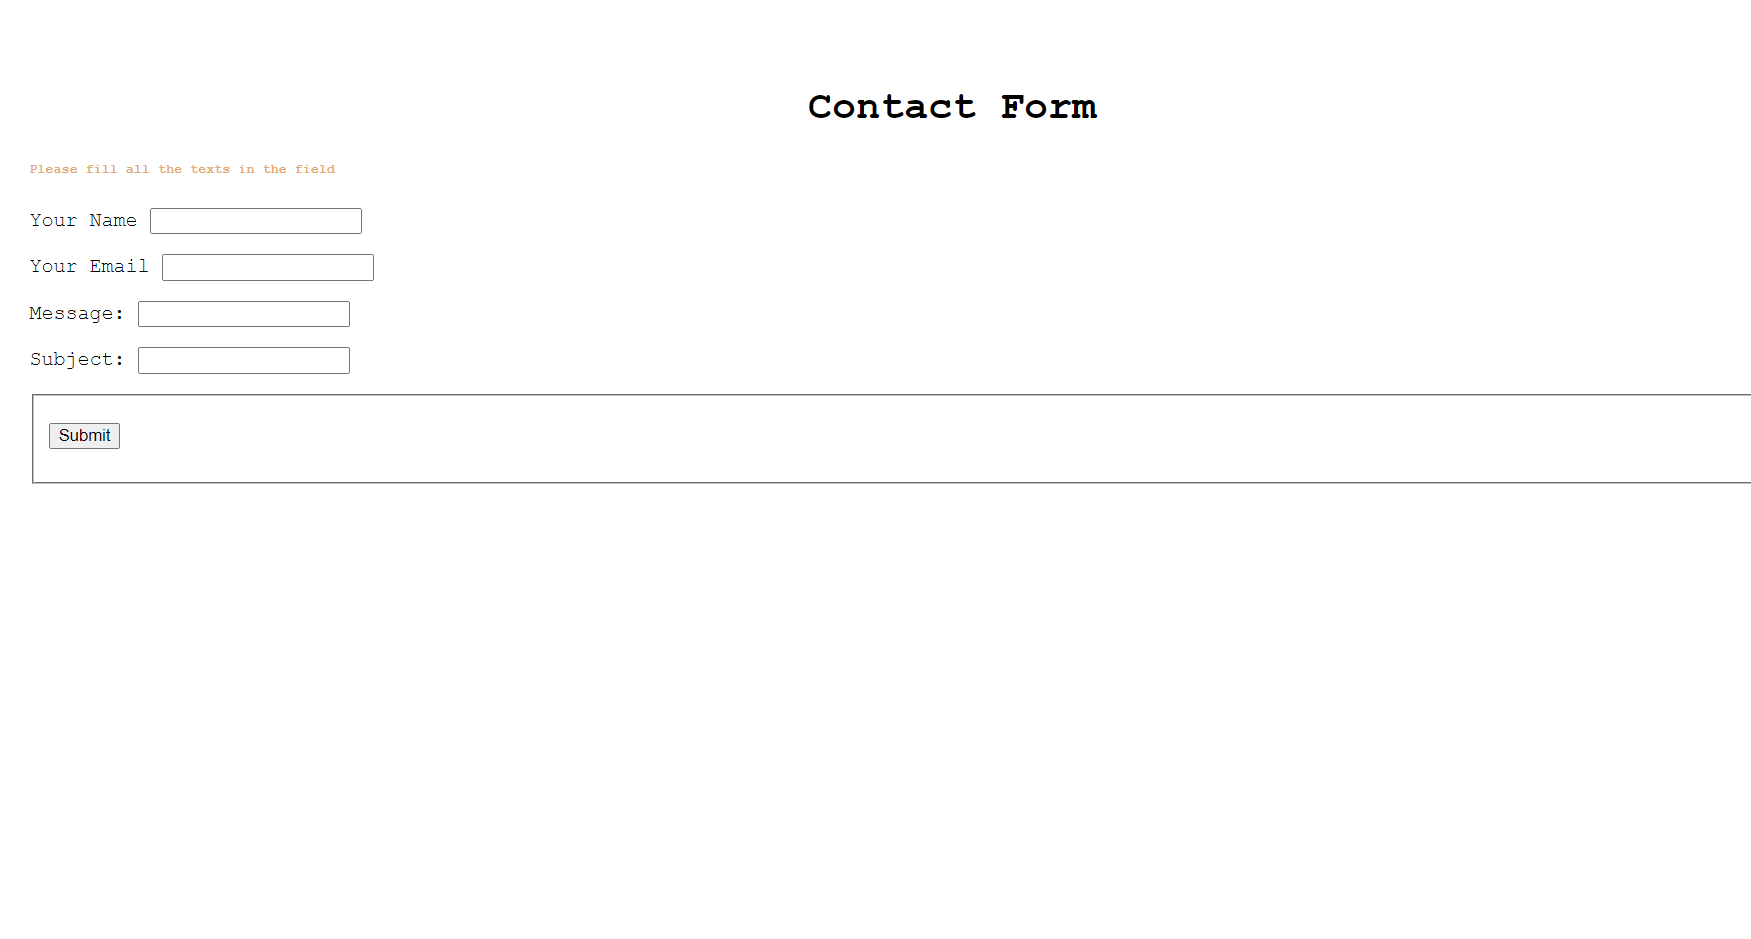 Contact Form
Please fill all the texts in the field
Your Name
Your Email
Message:
Subject:
Submit